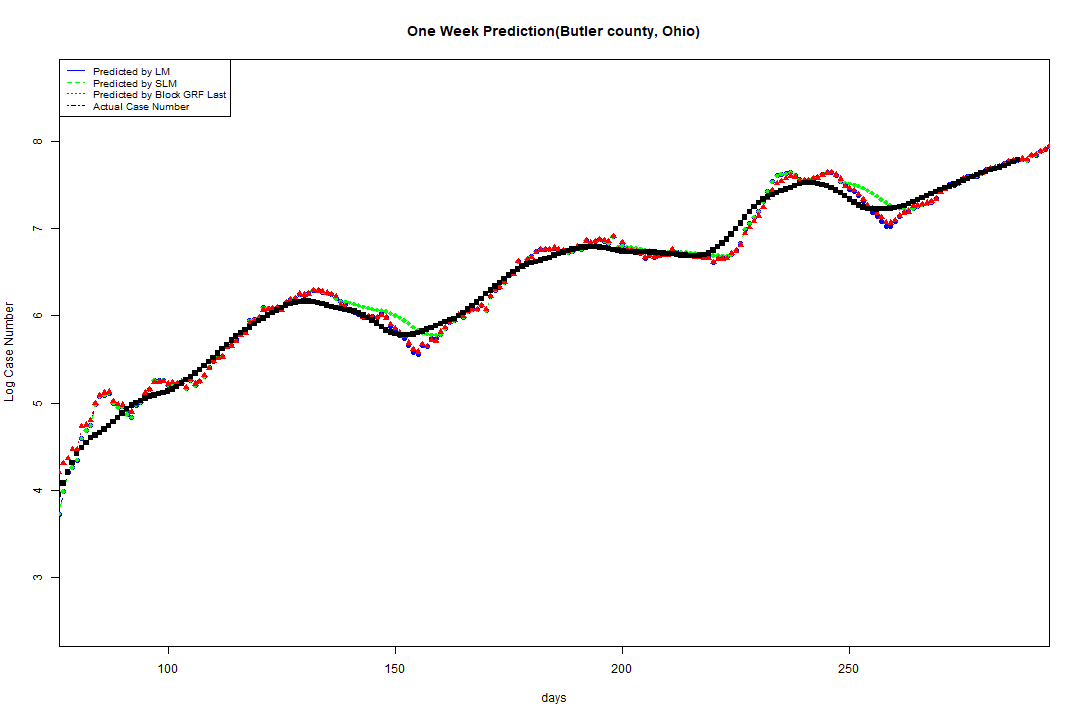 One Week Prediction(Butler county, Ohio)
Predicted by LM
Predicted by SLM
Predicted by Block GRF Last
Actual Case Number
8
7
6
5
4
3
Log Case Number
100 150 200 250
days